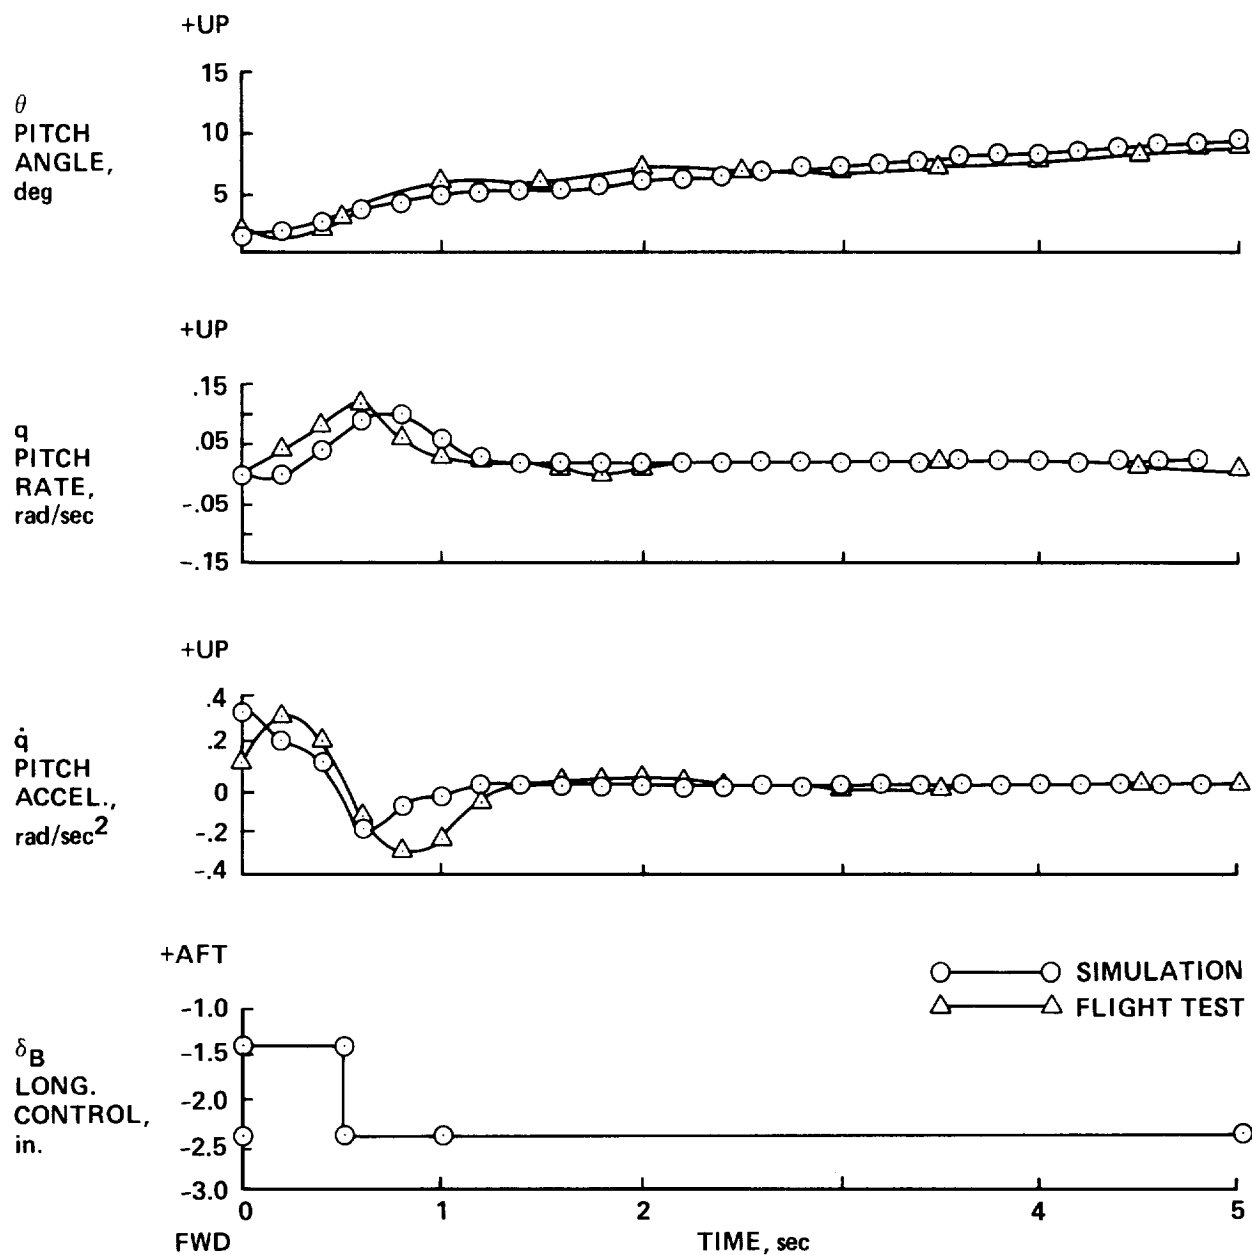 +UP
15
10
5
θ
PITCH
ANGLE,
deg
+UP
.15
.05
-.05
-.15
q
PITCH
RATE,
rad/sec
+UP
.4
.2
0
-.2
-.4
q̇
PITCH
ACCEL.,
rad/sec²
+AFT
SIMULATION
FLIGHT TEST
-1.0
-1.5
-2.0
-2.5
-3.0
δB
LONG.
CONTROL,
in.
0 1 2 4 5
FWD
TIME, sec